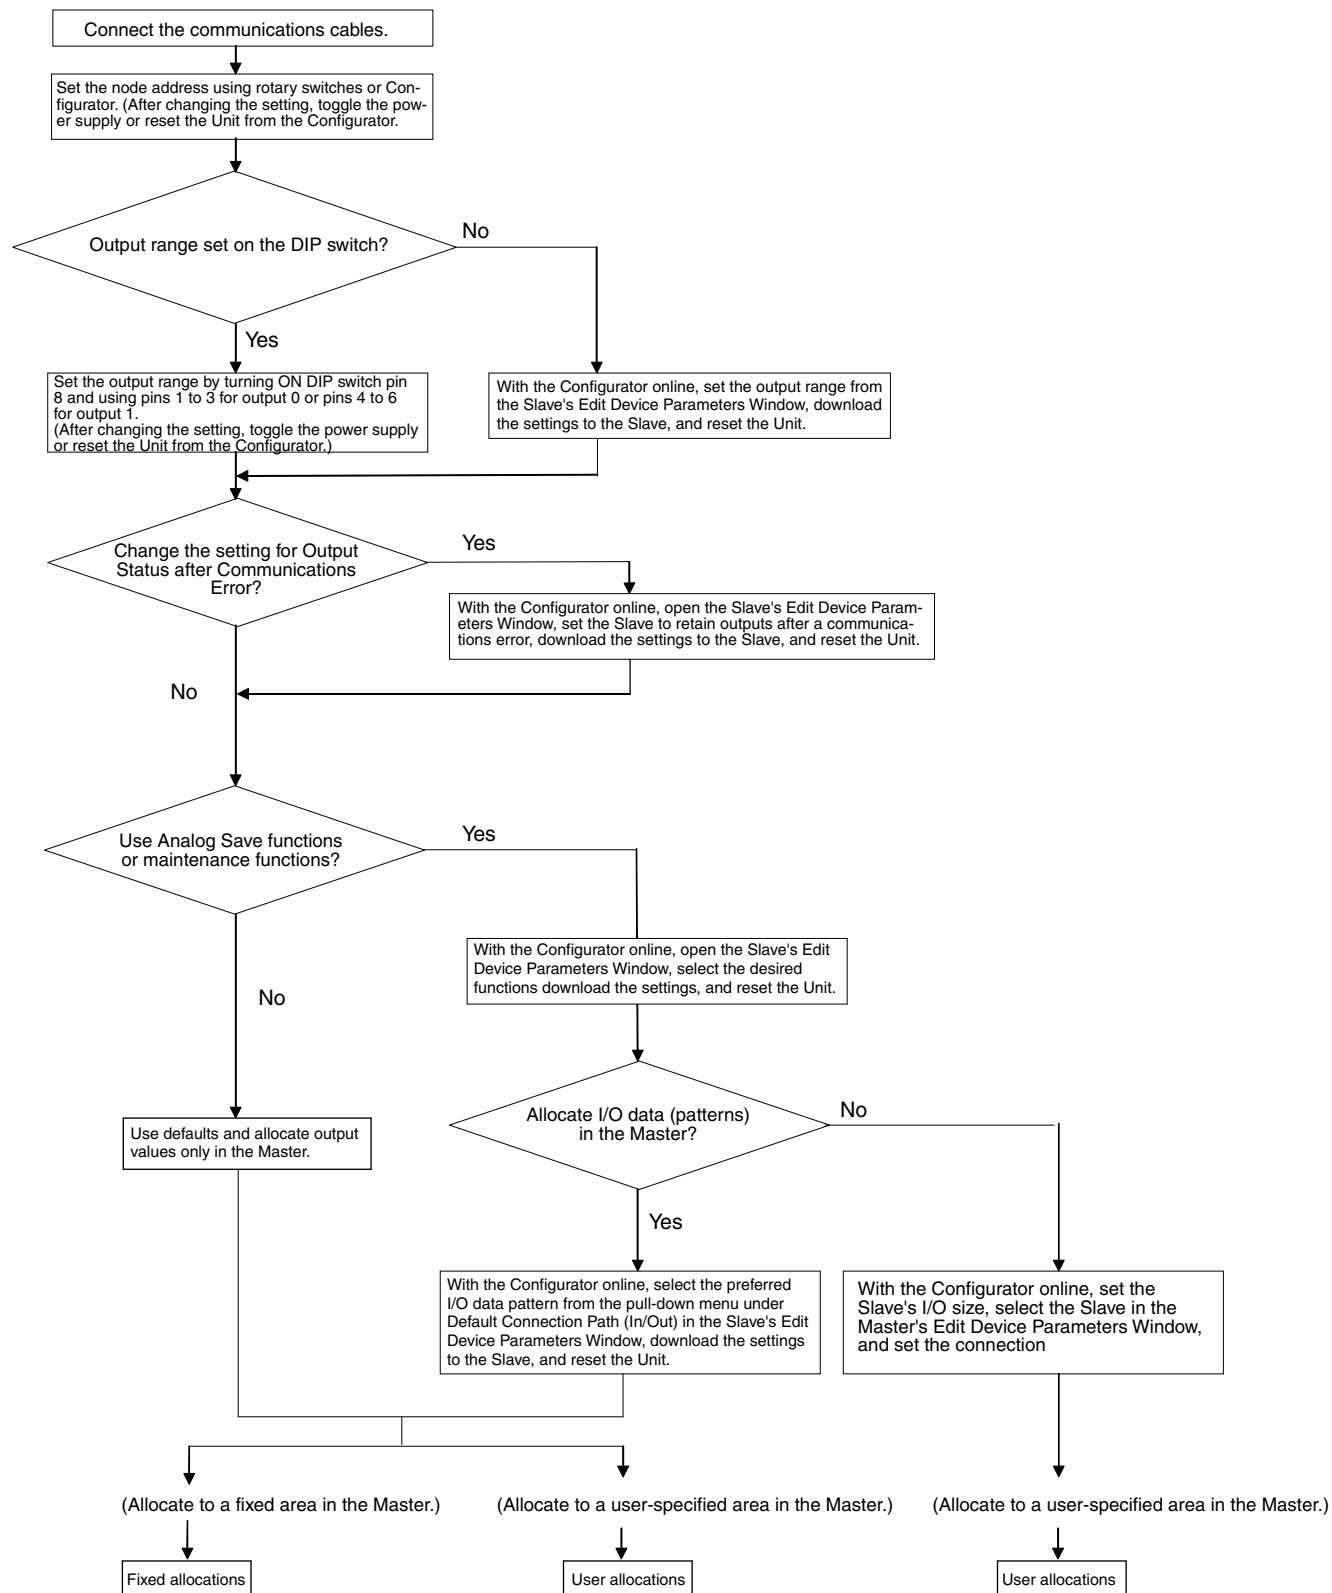 Connect the communications cables.
Set the node address using rotary switches or Con-
figurator. (After changing the setting, toggle the pow-
er supply or reset the Unit from the Configurator.
Output range set on the DIP switch?
No
Yes
Set the output range by turning ON DIP switch pin
8 and using pins 1 to 3 for output 0 or pins 4 to 6
for output 1.
(After changing the setting, toggle the power supply
or reset the Unit from the Configurator.)
With the Configurator online, set the output range from
the Slave's Edit Device Parameters Window, download
the settings to the Slave, and reset the Unit.
Change the setting for Output
Status after Communications
Error?
Yes
With the Configurator online, open the Slave's Edit Device Param-
eters Window, set the Slave to retain outputs after a communica-
tions error, download the settings to the Slave, and reset the Unit.
No
Use Analog Save functions
or maintenance functions?
Yes
With the Configurator online, open the Slave's Edit
Device Parameters Window, select the desired
functions download the settings, and reset the Unit.
No
Allocate I/O data (patterns)
in the Master?
No
Use defaults and allocate output
values only in the Master.
Yes
With the Configurator online, select the preferred
I/O data pattern from the pull-down menu under
Default Connection Path (In/Out) in the Slave's Edit
Device Parameters Window, download the settings
to the Slave, and reset the Unit.
With the Configurator online, set the
Slave's I/O size, select the Slave in the
Master's Edit Device Parameters Window,
and set the connection
(Allocate to a fixed area in the Master.)
(Allocate to a user-specified area in the Master.)
(Allocate to a user-specified area in the Master.)
Fixed allocations
User allocations
User allocations